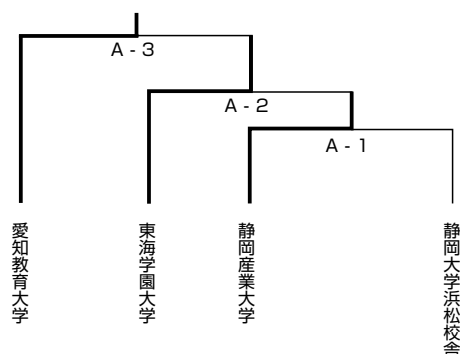 A - 3
A - 2
A - 1
愛知教育大学
東海学園大学
静岡産業大学
静岡大学浜松校舎